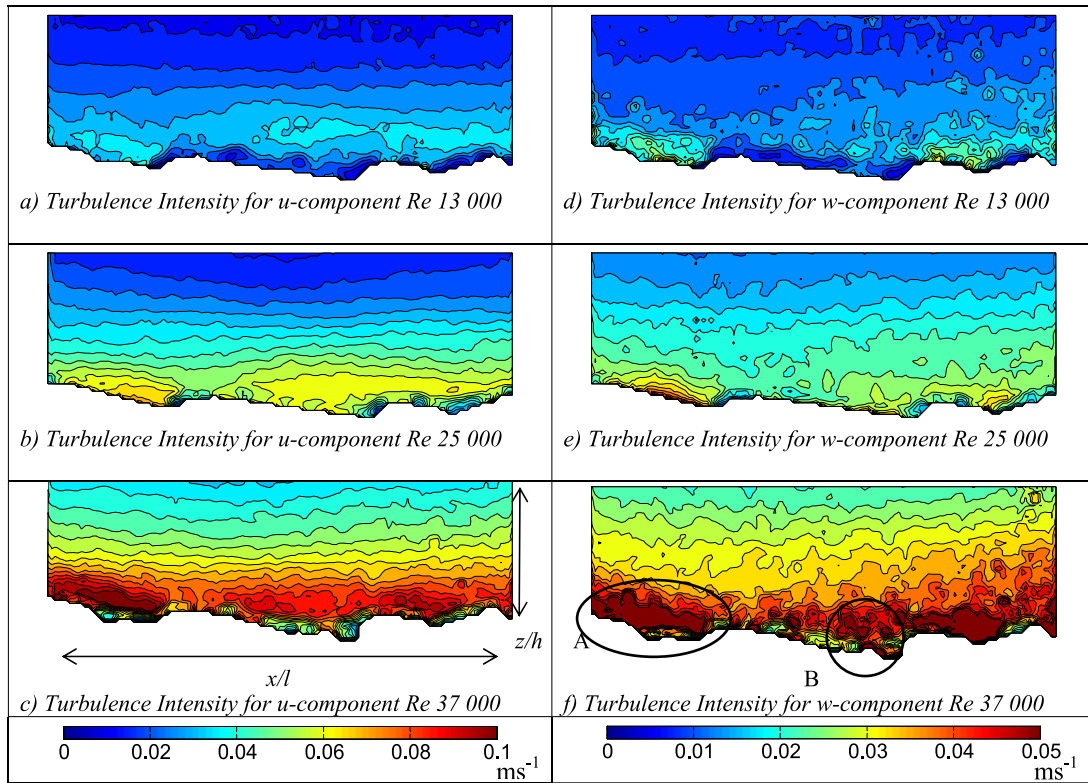 a) Turbulence Intensity for u-component Re 13 000
d) Turbulence Intensity for w-component Re 13 000
b) Turbulence Intensity for u-component Re 25 000
e) Turbulence Intensity for w-component Re 25 000
z/h
x/l
A
B
c) Turbulence Intensity for u-component Re 37 000
f) Turbulence Intensity for w-component Re 37 000
0 0.02 0.04 0.06 0.08 0.1
ms-1
0 0.01 0.02 0.03 0.04 0.05
ms-1